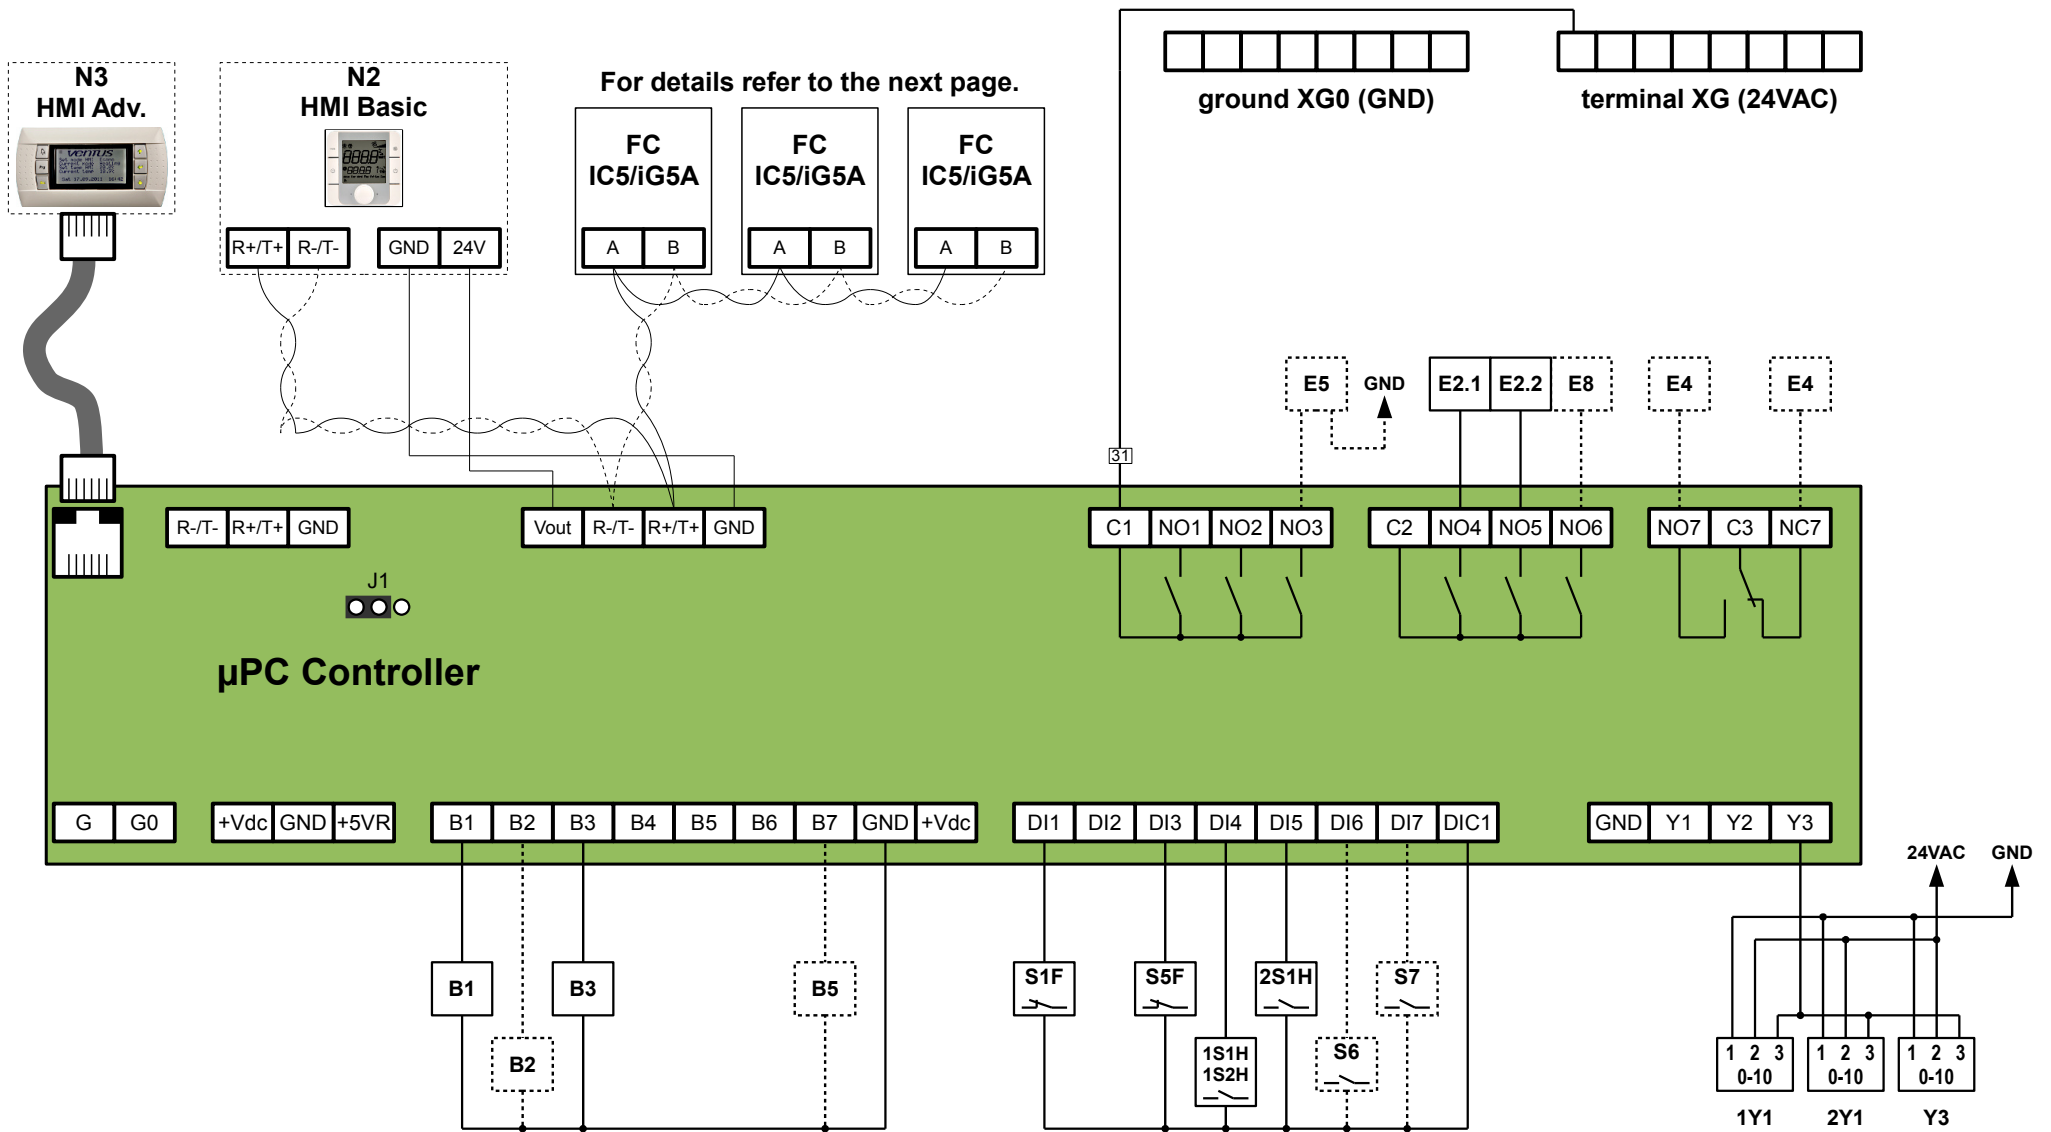 N3
HMI Adv.
N2
HMI Basic
For details refer to the next page.
ground XG0 (GND)
terminal XG (24VAC)
ventus
FC
IC5/iG5A
FC
IC5/iG5A
FC
IC5/iG5A
R+/T+ R-/T- GND 24V
A B A B A B
E5 GND E2.1 E2.2 E8 E4 E4
31
R-/T- R+/T+ GND
Vout R-/T- R+/T+ GND
C1 NO1 NO2 NO3
C2 NO4 NO5 NO6
NO7 C3 NC7
J1
µPC Controller
G G0
+Vdc GND +5VR
B1 B2 B3 B4 B5 B6 B7 GND +Vdc
DI1 DI2 DI3 DI4 DI5 DI6 DI7 DIC1
GND Y1 Y2 Y3
24VAC GND
B1 B3 B5
S1F S5F 2S1H S7
B2
1S1H
1S2H
S6
1 2 3
0-10
1 2 3
0-10
1 2 3
0-10
1Y1 2Y1 Y3